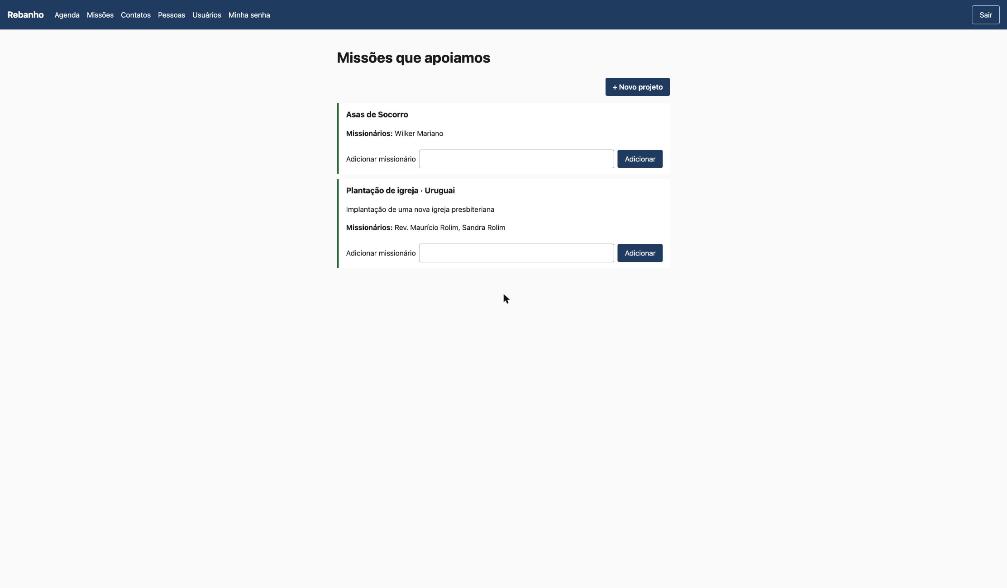 Rebanho Agenda Missões Contatos Pessoas Usuários Minha senha Sair
Missões que apoiamos
+ Novo projeto
Asas de Socorro
Missionários: Wilker Mariano
Adicionar missionário Adicionar
Plantação de igreja · Uruguai
Implantação de uma nova igreja presbiteriana
Missionários: Rev. Maurício Rolim, Sandra Rolim
Adicionar missionário Adicionar